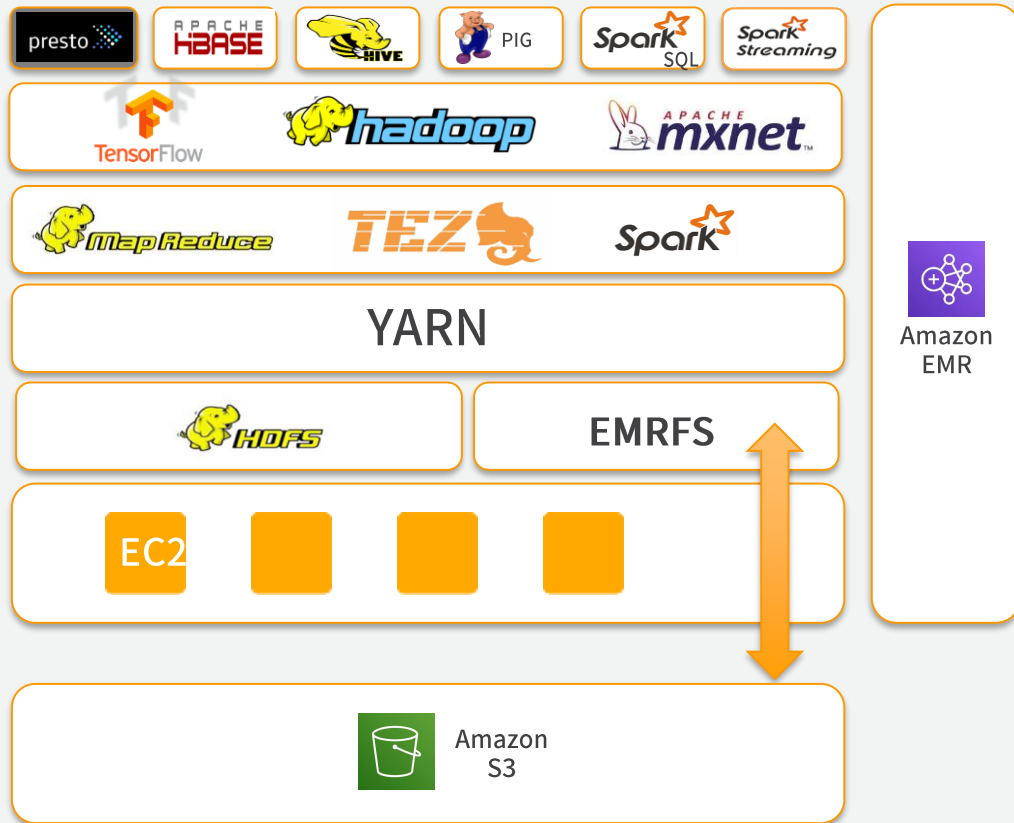 presto
APACHE
HBASE
HIVE
PIG
Spark
SQL
Spark
Streaming
TensorFlow
hadoop
APACHE
mxnet™
Map Reduce
TEZ
Spark
YARN
HDFS
EMRFS
EC2
Amazon
EMR
Amazon
S3